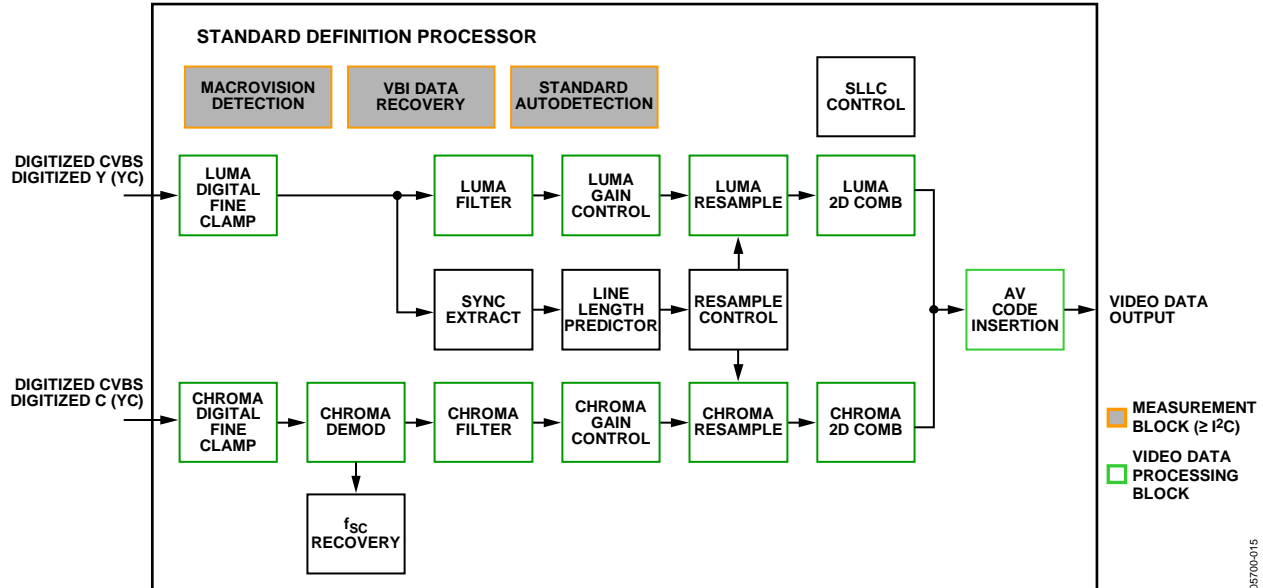 STANDARD DEFINITION PROCESSOR
MACROVISION
DETECTION
VBI DATA
RECOVERY
STANDARD
AUTODETECTION
SLLC
CONTROL
DIGITIZED CVBS
DIGITIZED Y (YC)
LUMA
DIGITAL
FINE
CLAMP
LUMA
FILTER
LUMA
GAIN
CONTROL
LUMA
RESAMPLE
LUMA
2D COMB
SYNC
EXTRACT
LINE
LENGTH
PREDICTOR
RESAMPLE
CONTROL
AV
CODE
INSERTION
VIDEO DATA
OUTPUT
DIGITIZED CVBS
DIGITIZED C (YC)
CHROMA
DIGITAL
FINE
CLAMP
CHROMA
DEMOD
CHROMA
FILTER
CHROMA
GAIN
CONTROL
CHROMA
RESAMPLE
CHROMA
2D COMB
fSC
RECOVERY
MEASUREMENT
BLOCK (≥ I2C)
VIDEO DATA
PROCESSING
BLOCK
05700-015